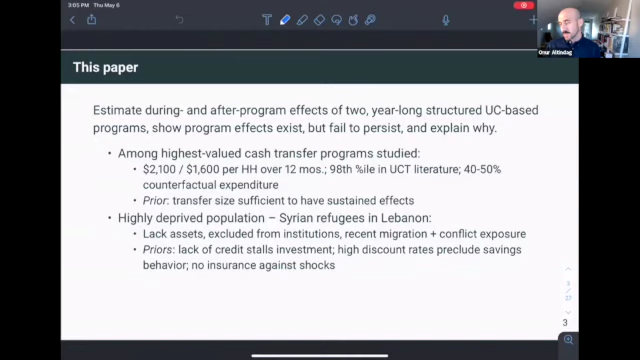 3:05 PM Thu May 6
Onur Altindag
This paper
Estimate during- and after-program effects of two, year-long structured UC-based
programs, show program effects exist, but fail to persist, and explain why.
• Among highest-valued cash transfer programs studied
• $2,100 / $1,600 per HH over 12 mos.; 98th %ile in UCT literature; 40-50%
counterfactual expenditure
• Prior: transfer size sufficient to have sustained effects
• Highly deprived population – Syrian refugees in Lebanon:
• Lack assets, excluded from institutions, recent migration + conflict exposure
• Priors: lack of credit stalls investment; high discount rates preclude savings
behavior; no insurance against shocks
3
/
37
3